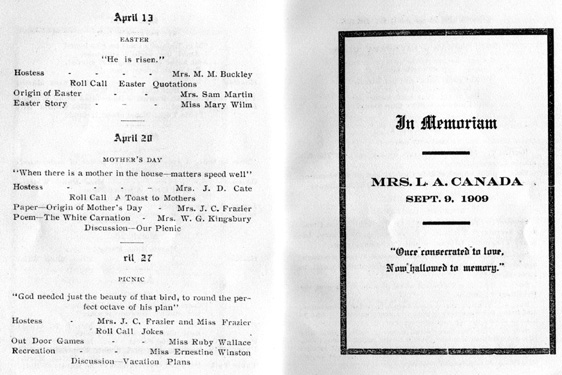 April 13
EASTER
"He is risen."
Hostess - - - - Mrs. M. M. Buckley
Roll Call Easter Quotations
Origin of Easter - - Mrs. Sam Martin
Easter Story - - - Miss Mary Wilm
April 20
MOTHER'S DAY
"When there is a mother in the house—matters speed well"
Hostess - - - - Mrs. J. D. Cate
Roll Call A Toast to Mothers
Paper—Origin of Mother's Day - Mrs. J. C. Frazier
Poem—The White Carnation - Mrs. W. G. Kingsbury
Discussion—Our Picnic
ril 27
PICNIC
"God needed just the beauty of that bird, to round the per-
fect octave of his plan"
Hostess - Mrs. J. C. Frazier and Miss Frazier
Roll Call Jokes
Out Door Games - - Miss Ruby Wallace
Recreation - - Miss Ernestine Winston
Discussion—Vacation Plans
In Memoriam
MRS. L. A. CANADA
SEPT. 9, 1909
"Once consecrated to love,
Now hallowed to memory."